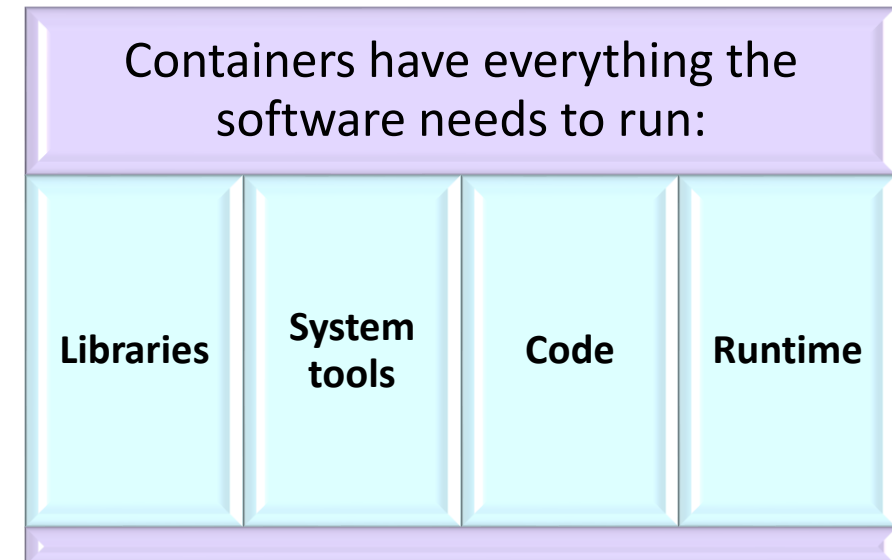 Containers have everything the
software needs to run:
Libraries
System
tools
Code
Runtime